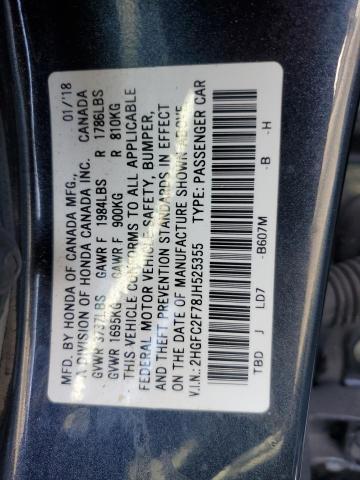 MFD. BY HONDA OF CANADA MFG., 01/'18
A DIVISION OF HONDA CANADA INC. CANADA
GVWR 3737LBS GAWR F 1984LBS R 1786LBS
GVWR 1695KG GAWR F 900KG R 810KG
THIS VEHICLE CONFORMS TO ALL APPLICABLE
FEDERAL MOTOR VEHICLE SAFETY, BUMPER,
AND THEFT PREVENTION STANDARDS IN EFFECT
ON THE DATE OF MANUFACTURE SHOWN ABOVE.
V.I.N.: 2HGFC2F78JH525355 TYPE: PASSENGER CAR
TBD J LD7 -B607M -B -H